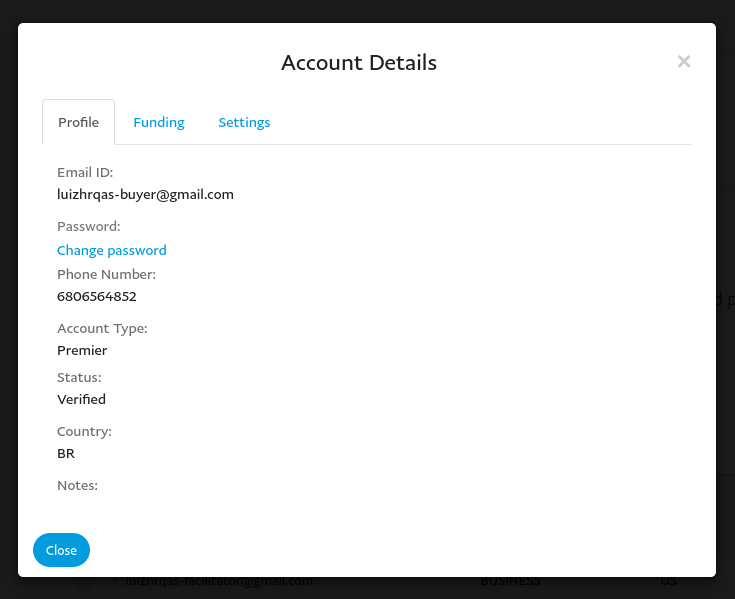 Account Details
×
Profile Funding Settings
Email ID:
luizhrqas-buyer@gmail.com
Password:
Change password
Phone Number:
6806564852
Account Type:
Premier
Status:
Verified
Country:
BR
Notes:
Close
luizhrqas-facilitator@gmail.com BUSINESS US